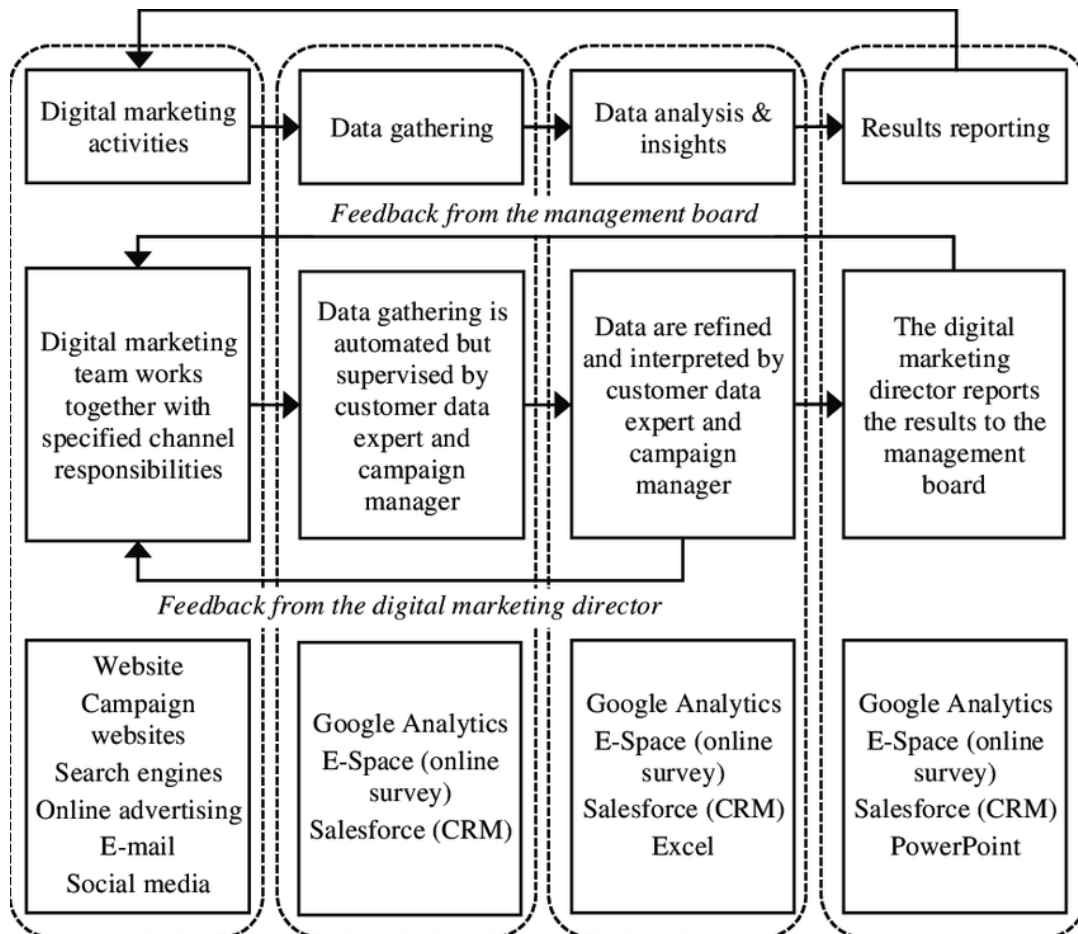 Digital marketing
activities
Data gathering
Data analysis &
insights
Results reporting
Feedback from the management board
Digital marketing
team works
together with
specified channel
responsibilities
Data gathering is
automated but
supervised by
customer data
expert and
campaign
manager
Data are refined
and interpreted by
customer data
expert and
campaign
manager
The digital
marketing
director reports
the results to the
management
board
Feedback from the digital marketing director
Website
Campaign
websites
Search engines
Online advertising
E-mail
Social media
Google Analytics
E-Space (online
survey)
Salesforce (CRM)
Google Analytics
E-Space (online
survey)
Salesforce (CRM)
Excel
Google Analytics
E-Space (online
survey)
Salesforce (CRM)
PowerPoint